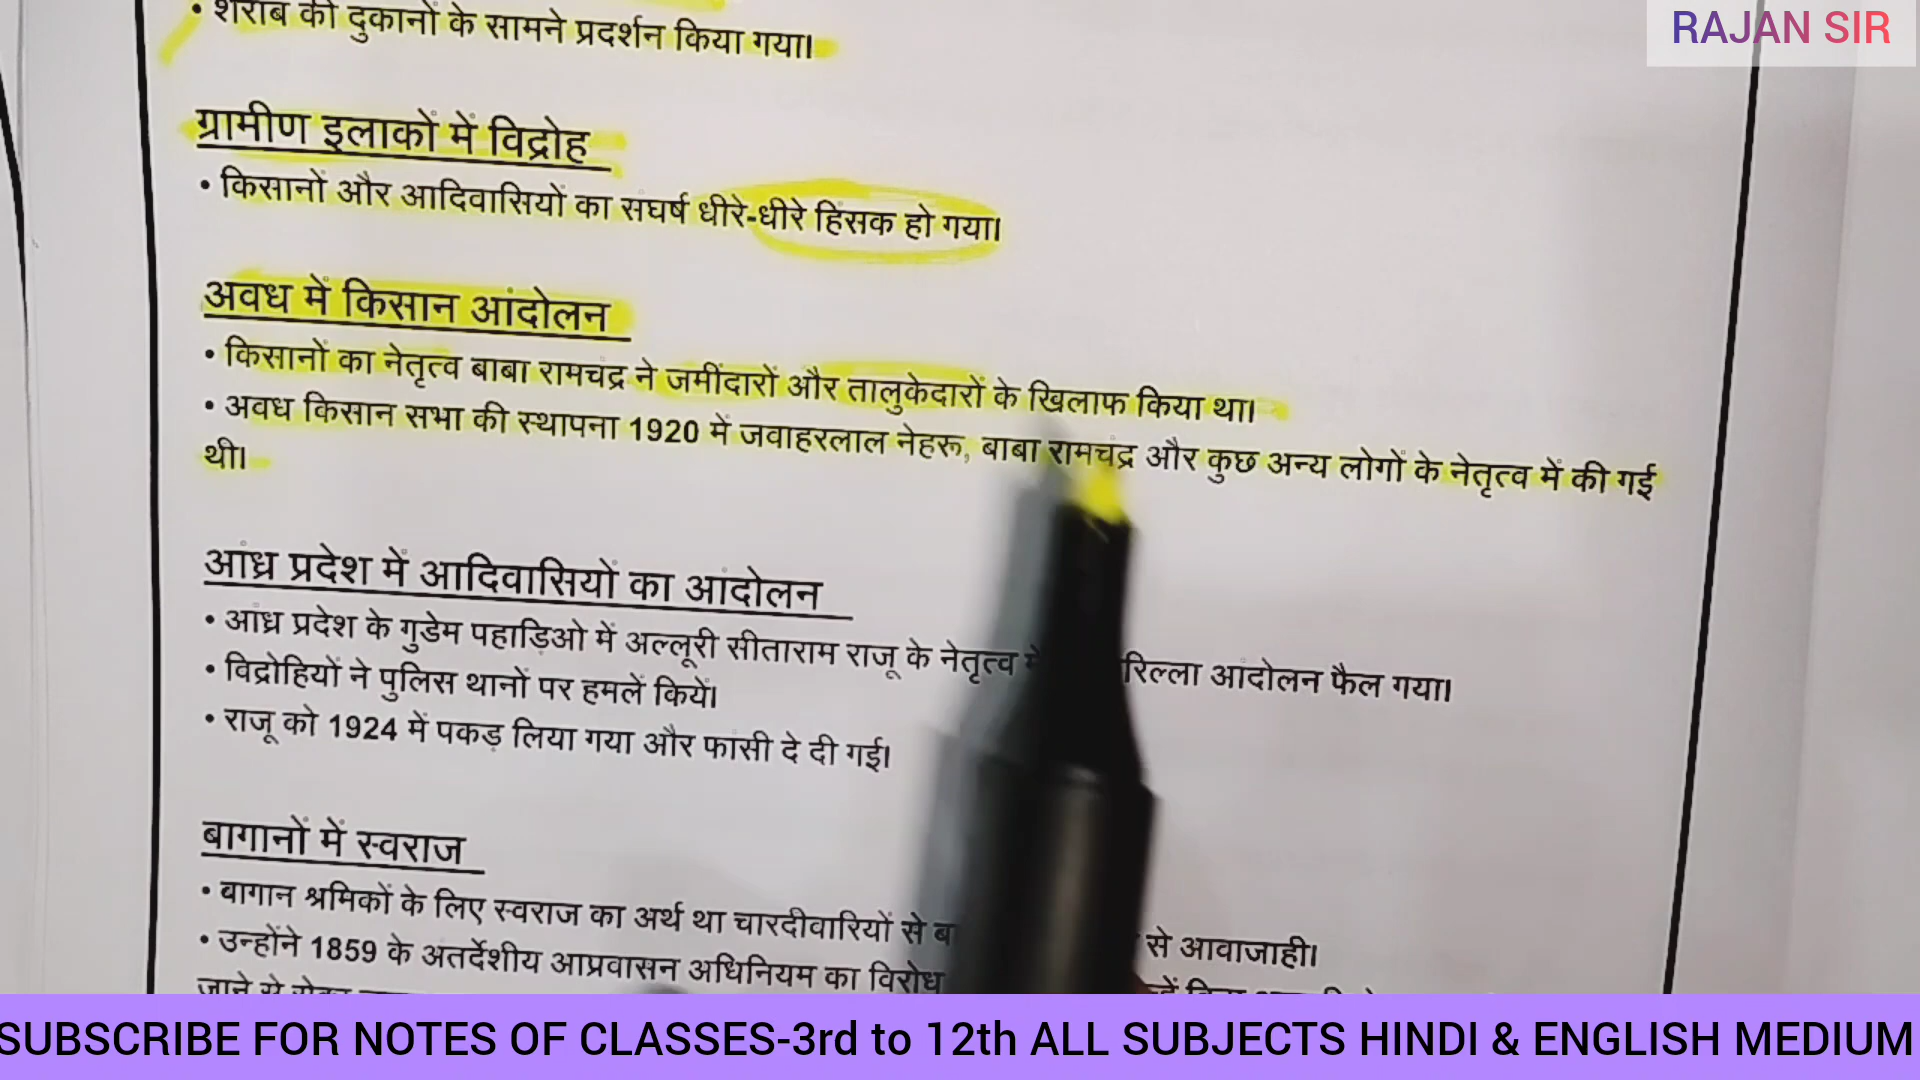 RAJAN SIR
• शराब की दुकानों के सामने प्रदर्शन किया गया।
ग्रामीण इलाकों में विद्रोह
• किसानों और आदिवासियों का संघर्ष धीरे-धीरे हिंसक हो गया।
अवध में किसान आंदोलन
• किसानों का नेतृत्व बाबा रामचंद्र ने जमींदारों और तालुकेदारों के खिलाफ किया था।
• अवध किसान सभा की स्थापना 1920 में जवाहरलाल नेहरू, बाबा रामचंद्र और कुछ अन्य लोगों के नेतृत्व में की गई
थी।
आंध्र प्रदेश में आदिवासियों का आंदोलन
• आंध्र प्रदेश के गुडेम पहाड़िओ में अल्लूरी सीताराम राजू के नेतृत्व आंदोलन फैल गया।
• विद्रोहियों ने पुलिस थानों पर हमलें किये।
• राजू को 1924 में पकड़ लिया गया और फांसी दे दी गई।
बागानों में स्वराज
• बागान श्रमिकों के लिए स्वराज का अर्थ था चारदीवारियों से से आवाजाही।
• उन्होंने 1859 के अंतर्देशीय आप्रवासन अधिनियम का विरोध
SUBSCRIBE FOR NOTES OF CLASSES-3rd to 12th ALL SUBJECTS HINDI & ENGLISH MEDIUM